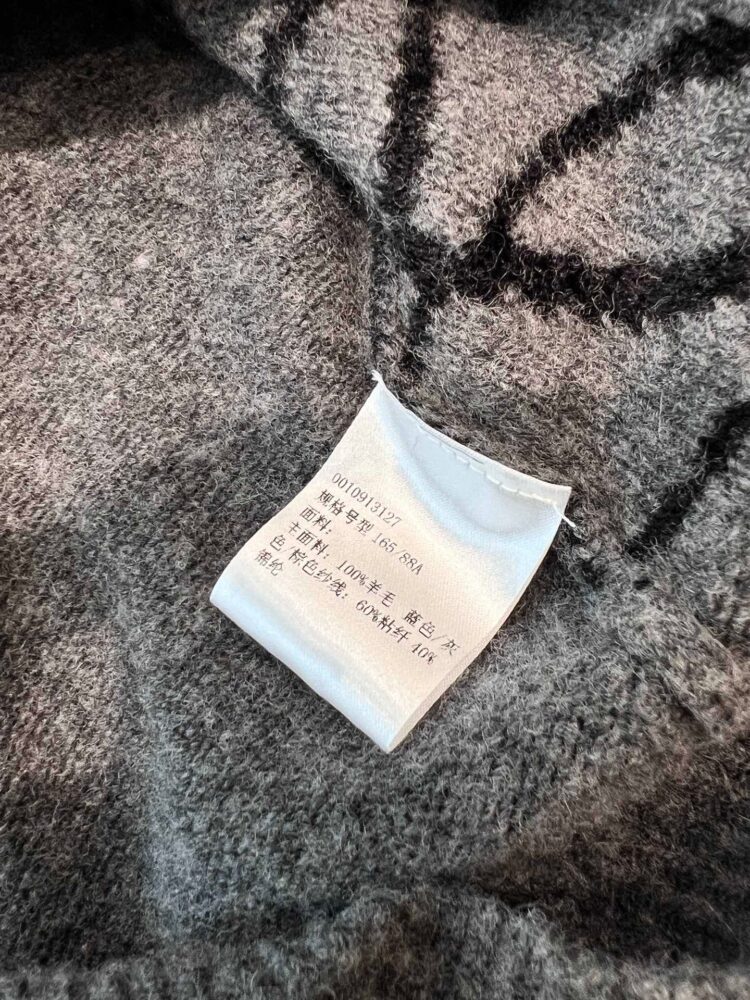 0010913127
规格号型 165/88A
面料:
主面料: 100%羊毛 蓝色/灰
色/棕色纱线: 60%粘纤 40%
锦纶